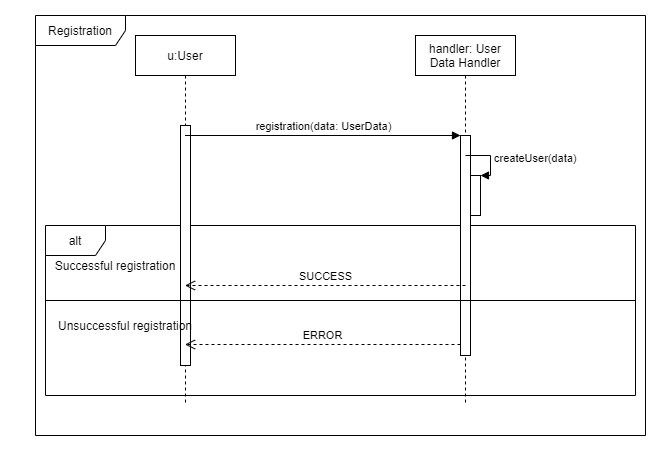 Registration
u:User
handler: User
Data Handler
registration(data: UserData)
createUser(data)
alt
Successful registration
SUCCESS
Unsuccessful registration
ERROR